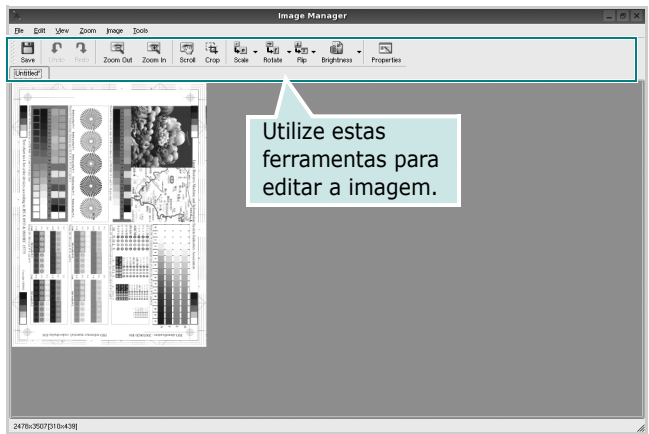 Image Manager
File Edit View Zoom Image Tools
Save Undo Redo Zoom Out Zoom In Scroll Crop Scale Rotate Flip Brightness Properties
Untitled*
Utilize estas
ferramentas para
editar a imagem.
2478x3507[310x439]